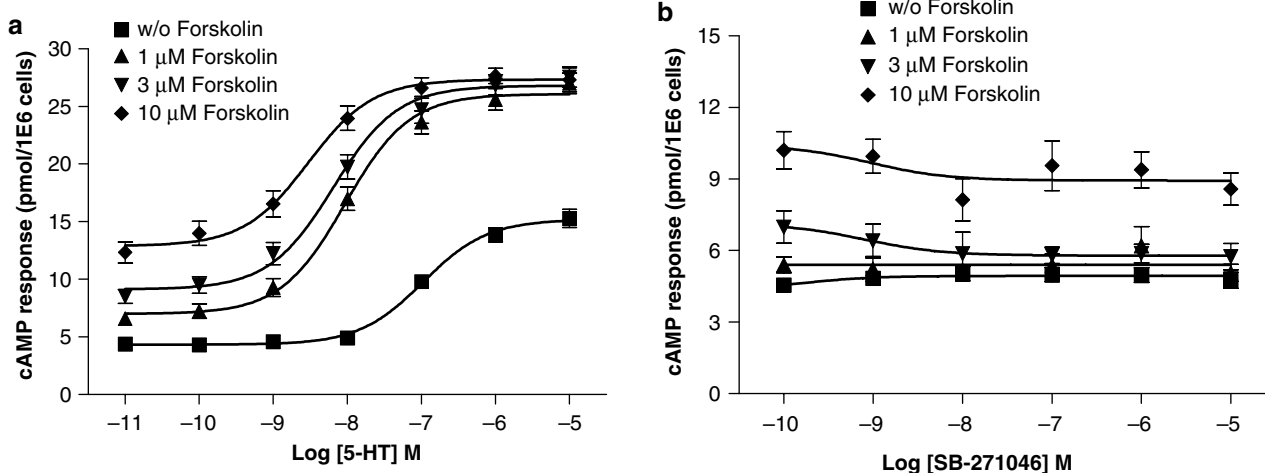 a
w/o Forskolin
1 μM Forskolin
3 μM Forskolin
10 μM Forskolin
cAMP response (pmol/1E6 cells)
30
25
20
15
10
5
0
–11 –10 –9 –8 –7 –6 –5
Log [5-HT] M
b
w/o Forskolin
1 μM Forskolin
3 μM Forskolin
10 μM Forskolin
cAMP response (pmol/1E6 cells)
15
12
9
6
3
0
–10 –9 –8 –7 –6 –5
Log [SB-271046] M